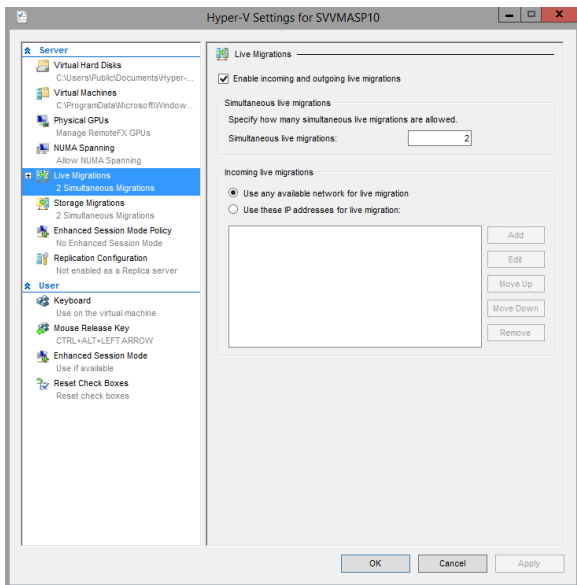 Hyper-V Settings for SVVMASP10
Server
Virtual Hard Disks
C:\Users\Public\Documents\Hyper-...
Virtual Machines
C:\ProgramData\Microsoft\Window...
Physical GPUs
Manage RemoteFX GPUs
NUMA Spanning
Allow NUMA Spanning
Live Migrations
2 Simultaneous Migrations
Storage Migrations
2 Simultaneous Migrations
Enhanced Session Mode Policy
No Enhanced Session Mode
Replication Configuration
Not enabled as a Replica server
User
Keyboard
Use on the virtual machine
Mouse Release Key
CTRL+ALT+LEFT ARROW
Enhanced Session Mode
Use if available
Reset Check Boxes
Reset check boxes
Live Migrations
Enable incoming and outgoing live migrations
Simultaneous live migrations
Specify how many simultaneous live migrations are allowed.
Simultaneous live migrations: 2
Incoming live migrations
Use any available network for live migration
Use these IP addresses for live migration:
Add
Edit
Move Up
Move Down
Remove
OK Cancel Apply